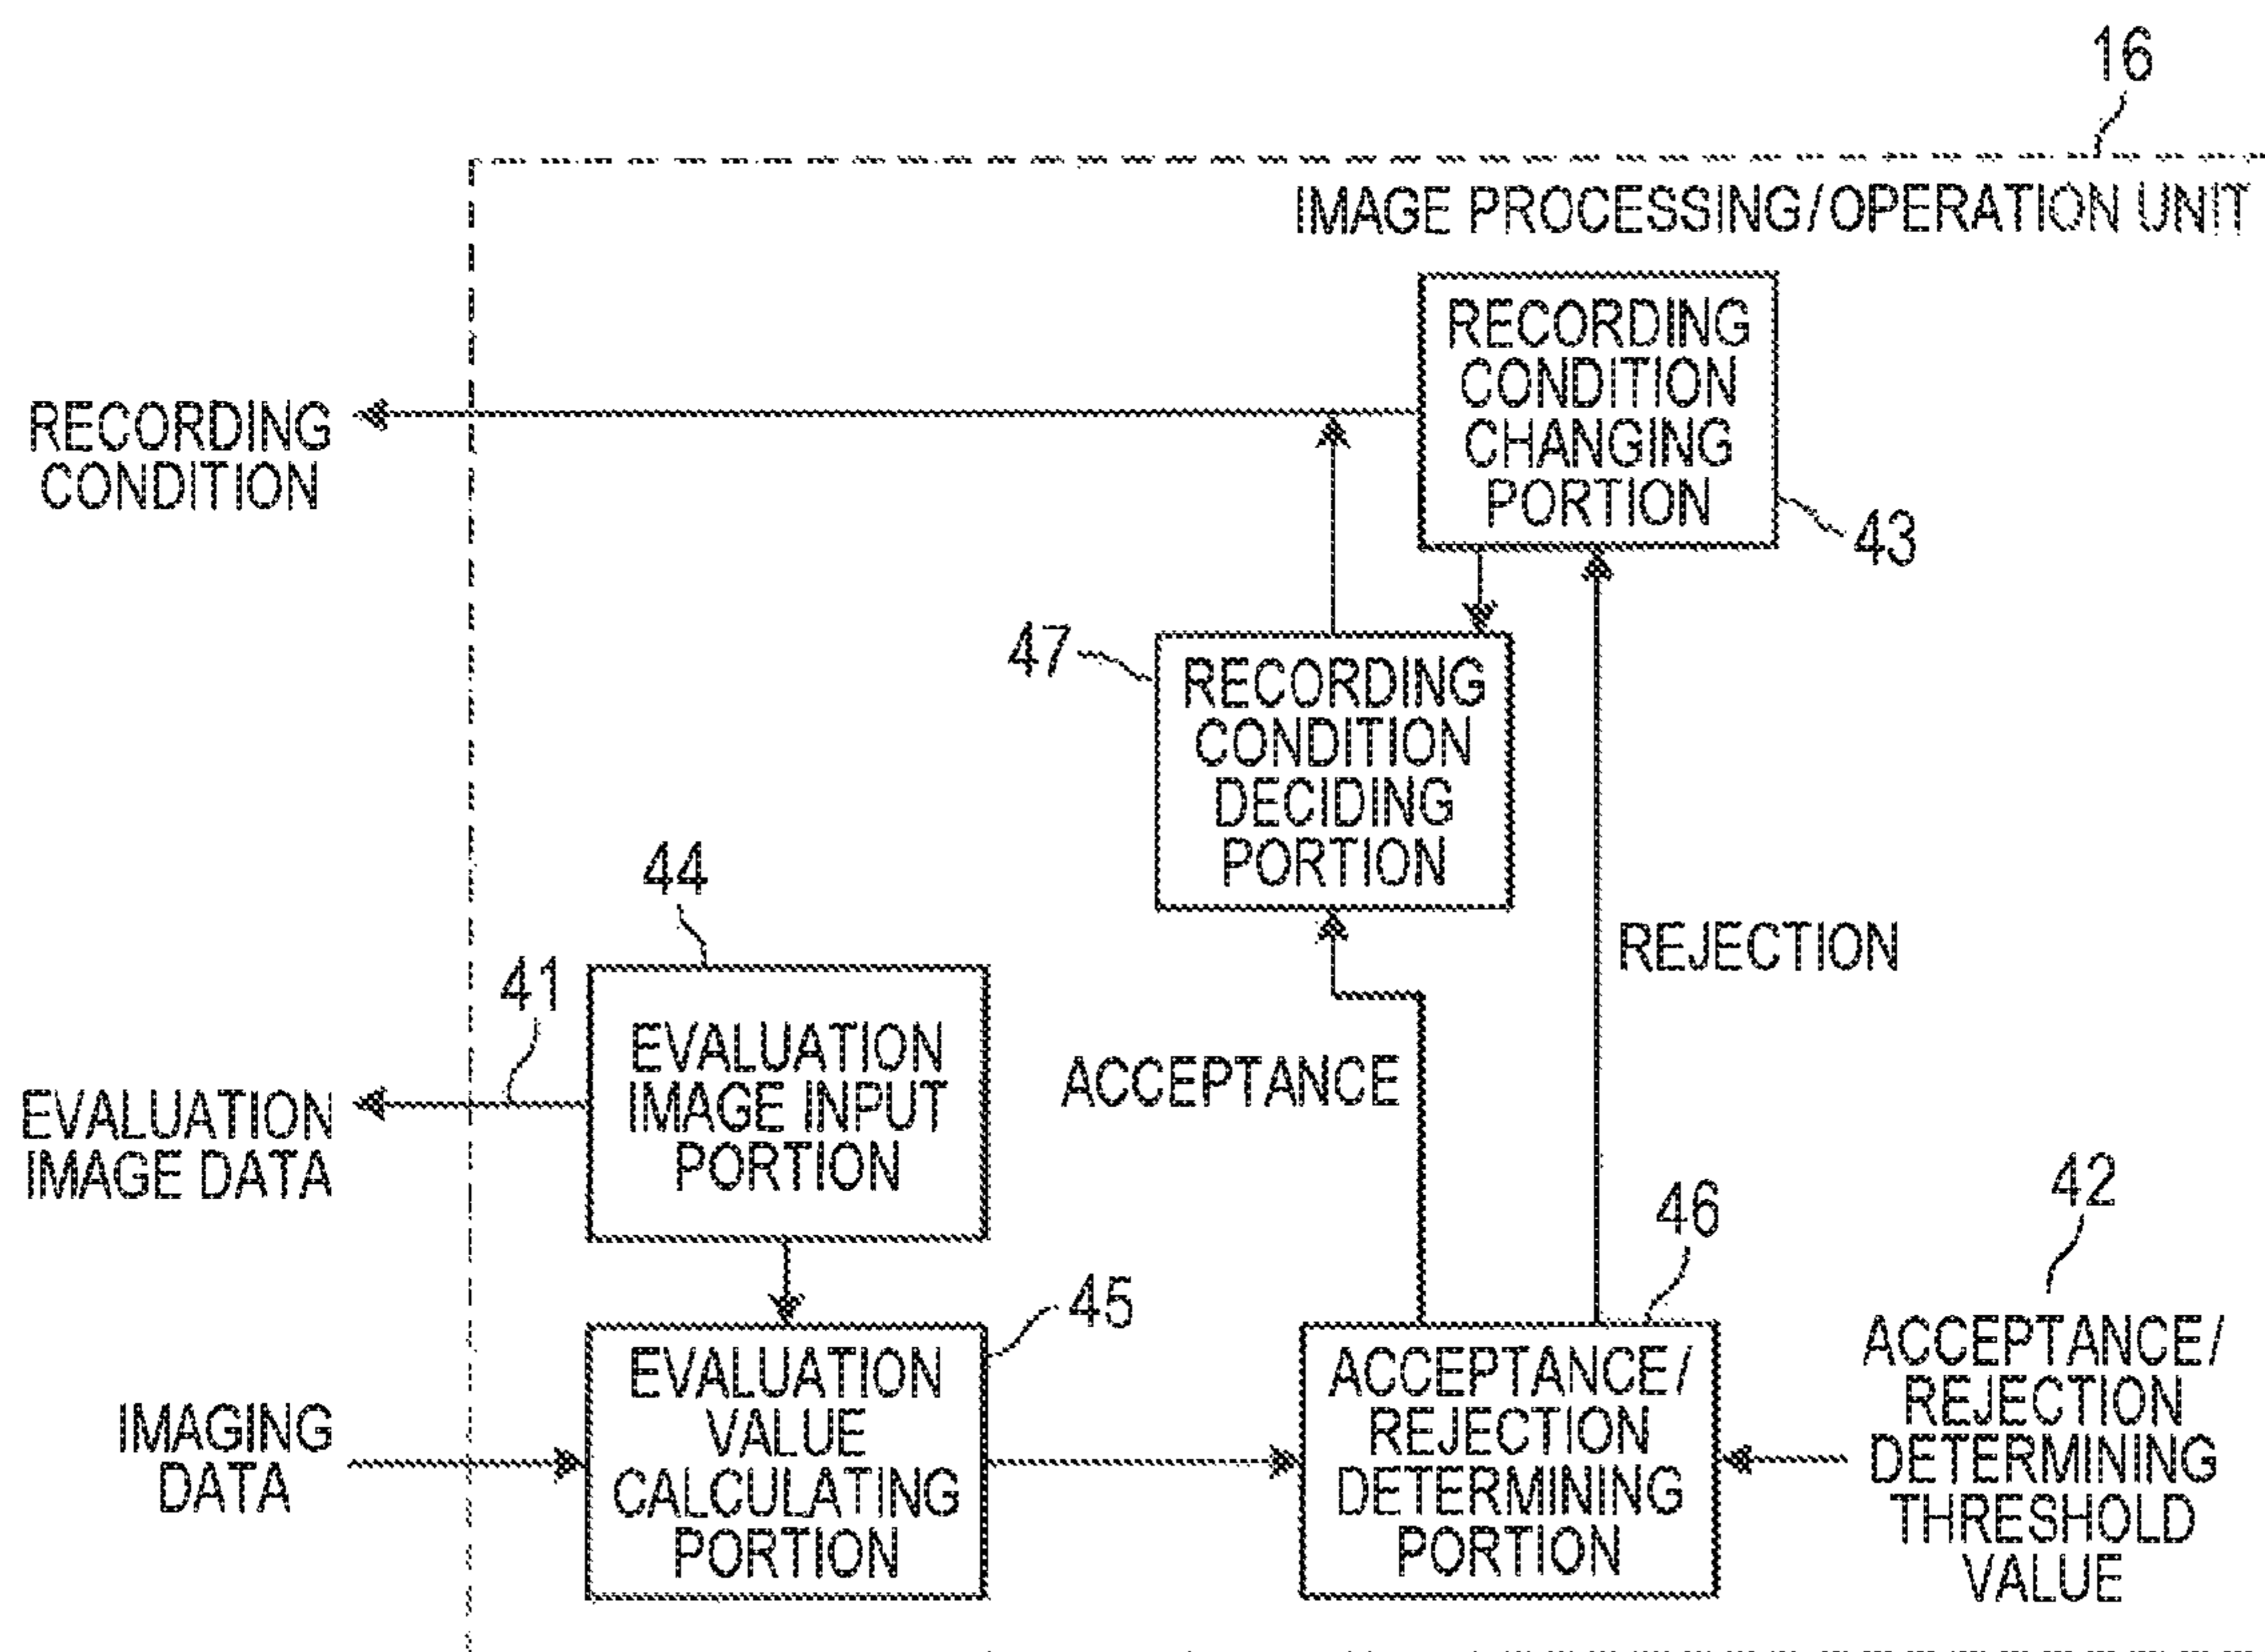 16
IMAGE PROCESSING/OPERATION UNIT
RECORDING
CONDITION
CHANGING
PORTION
43
RECORDING
CONDITION
47
RECORDING
CONDITION
DECIDING
PORTION
44
41
EVALUATION
IMAGE INPUT
PORTION
EVALUATION
IMAGE DATA
ACCEPTANCE
REJECTION
46
42
45
IMAGING
DATA
EVALUATION
VALUE
CALCULATING
PORTION
ACCEPTANCE/
REJECTION
DETERMINING
PORTION
ACCEPTANCE/
REJECTION
DETERMINING
THRESHOLD
VALUE